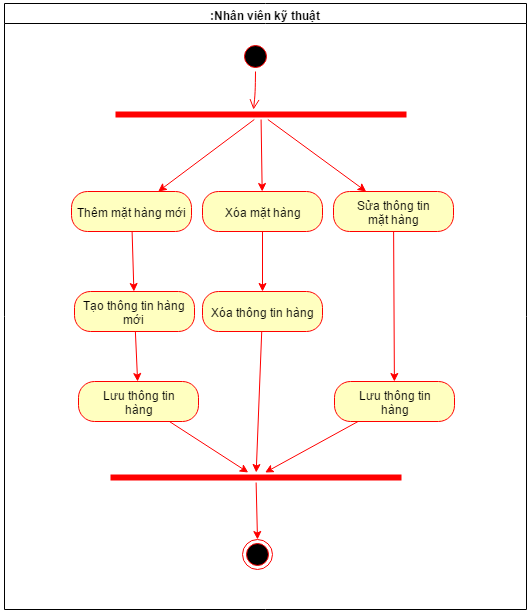 :Nhân viên kỹ thuật
Thêm mặt hàng mới
Xóa mặt hàng
Sửa thông tin
mặt hàng
Tạo thông tin hàng
mới
Xóa thông tin hàng
Lưu thông tin
hàng
Lưu thông tin
hàng